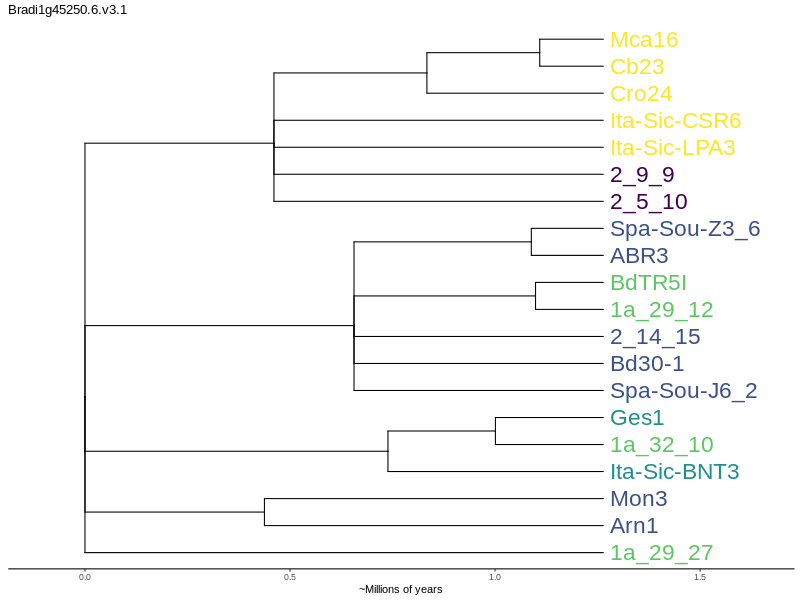 Bradi1g45250.6.v3.1
Mca16
Cb23
Cro24
Ita-Sic-CSR6
Ita-Sic-LPA3
2_9_9
2_5_10
Spa-Sou-Z3_6
ABR3
BdTR5I
1a_29_12
2_14_15
Bd30-1
Spa-Sou-J6_2
Ges1
1a_32_10
Ita-Sic-BNT3
Mon3
Arn1
1a_29_27
0.0 0.5 1.0 1.5
~Millions of years